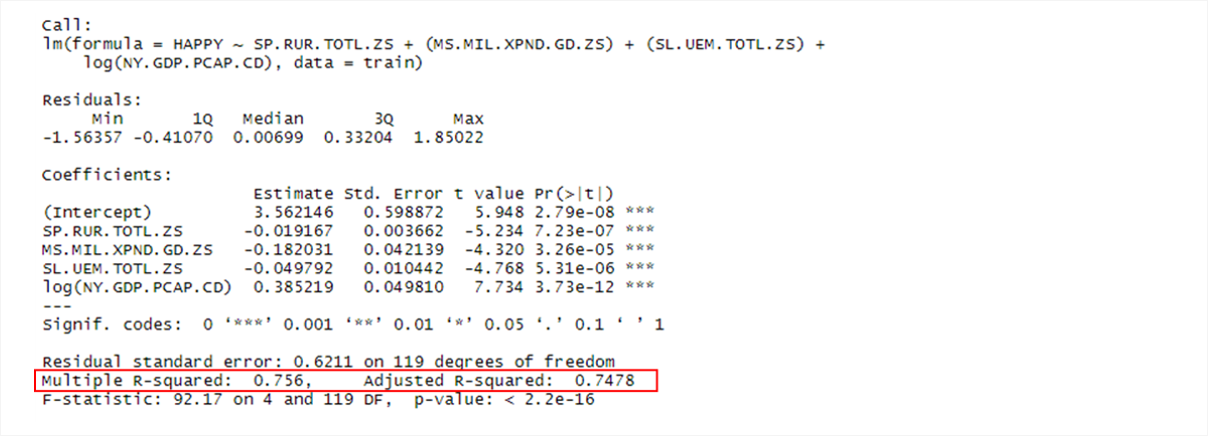 Call:
lm(formula = HAPPY ~ SP.RUR.TOTL.ZS + (MS.MIL.XPND.GD.ZS) + (SL.UEM.TOTL.ZS) +
    log(NY.GDP.PCAP.CD), data = train)
Residuals:
     Min       1Q   Median       3Q      Max
-1.56357 -0.41070  0.00699  0.33204  1.85022
Coefficients:
                     Estimate Std. Error t value Pr(>|t|)
(Intercept)          3.562146   0.598872   5.948 2.79e-08 ***
SP.RUR.TOTL.ZS      -0.019167   0.003662  -5.234 7.23e-07 ***
MS.MIL.XPND.GD.ZS   -0.182031   0.042139  -4.320 3.26e-05 ***
SL.UEM.TOTL.ZS      -0.049792   0.010442  -4.768 5.31e-06 ***
log(NY.GDP.PCAP.CD)  0.385219   0.049810   7.734 3.73e-12 ***
---
Signif. codes:  0 ‘***’ 0.001 ‘**’ 0.01 ‘*’ 0.05 ‘.’ 0.1 ‘ ’ 1
Residual standard error: 0.6211 on 119 degrees of freedom
Multiple R-squared:  0.756,     Adjusted R-squared:  0.7478
F-statistic: 92.17 on 4 and 119 DF,  p-value: < 2.2e-16